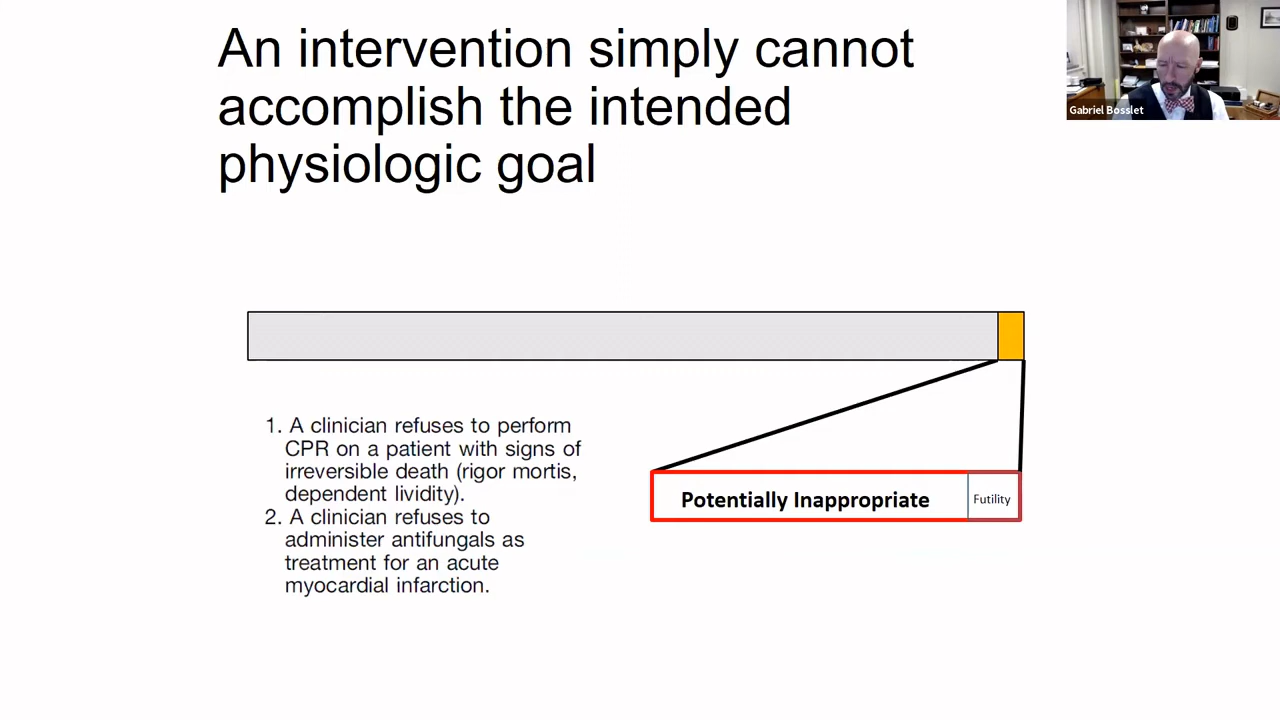 An intervention simply cannot
accomplish the intended
physiologic goal
Gabriel Bosslet
1. A clinician refuses to perform
CPR on a patient with signs of
irreversible death (rigor mortis,
dependent lividity).
2. A clinician refuses to
administer antifungals as
treatment for an acute
myocardial infarction.
Potentially Inappropriate
Futility